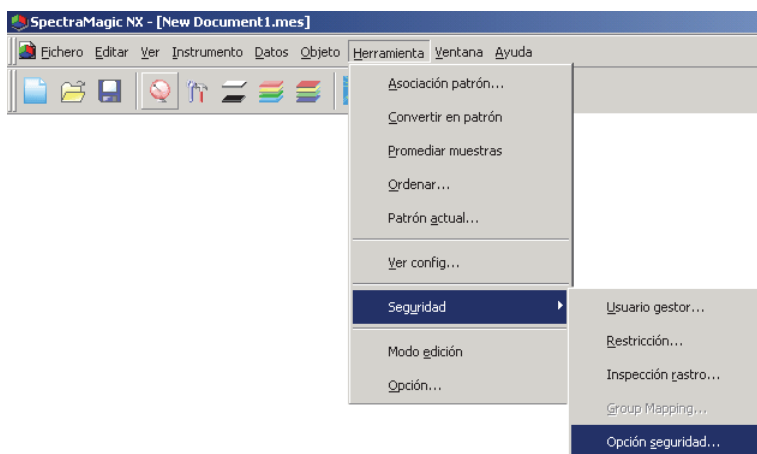 SpectraMagic NX - [New Document1.mes]
Fichero Editar Ver Instrumento Datos Objeto Herramienta Ventana Ayuda
Asociación patrón...
Convertir en patrón
Promediar muestras
Ordenar...
Patrón actual...
Ver config...
Seguridad
Usuario gestor...
Modo edición
Restricción...
Opción...
Inspección rastro...
Group Mapping...
Opción seguridad...